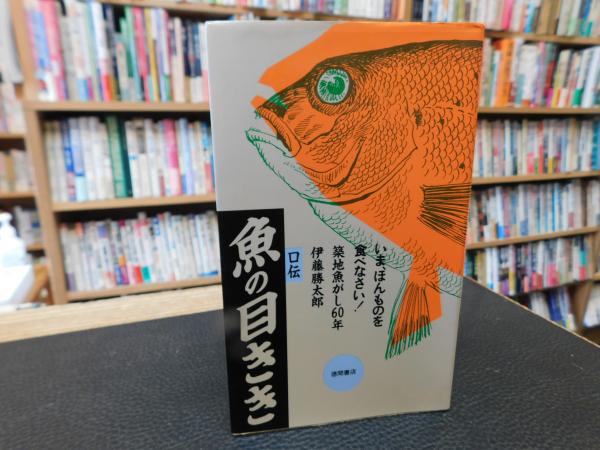 口伝
魚の目きき
いまほんものを
食べなさい！
築地魚がし60年
伊藤勝太郎
徳間書店